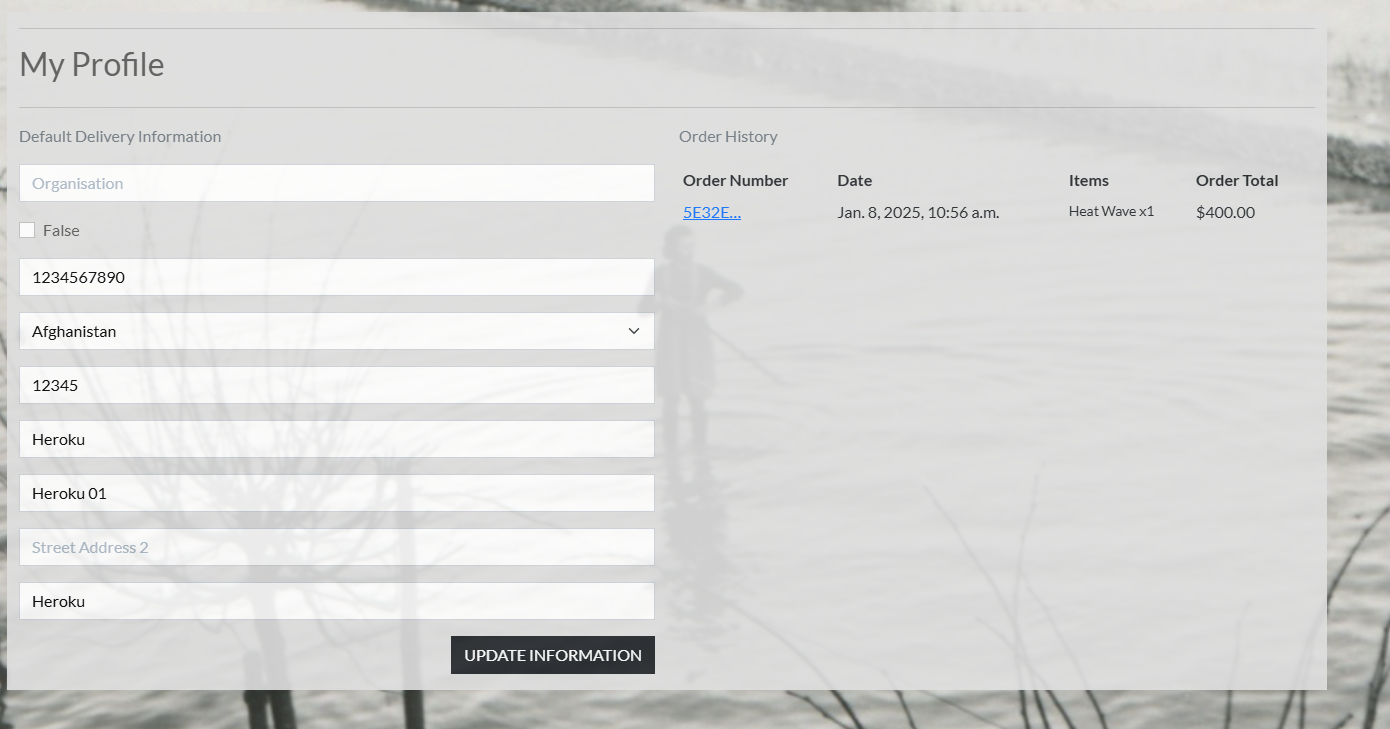 My Profile
Default Delivery Information
Organisation
False
1234567890
Afghanistan
12345
Heroku
Heroku 01
Street Address 2
Heroku
UPDATE INFORMATION
Order History
Order Number Date Items Order Total
5E32E... Jan. 8, 2025, 10:56 a.m. Heat Wave x1 $400.00